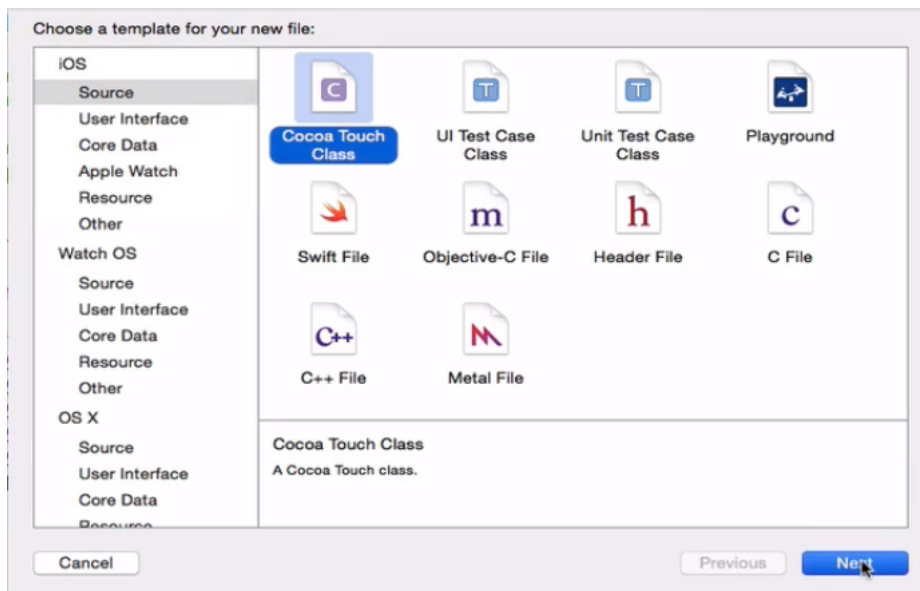 Choose a template for your new file:
iOS
Source
User Interface
Core Data
Apple Watch
Resource
Other
Watch OS
Source
User Interface
Core Data
Resource
Other
OS X
Source
User Interface
Core Data
Resource
C
Cocoa Touch
Class
T
UI Test Case
Class
T
Unit Test Case
Class
Playground
Swift File
m
Objective-C File
h
Header File
c
C File
C++
C++ File
Metal File
Cocoa Touch Class
A Cocoa Touch class.
Cancel
Previous
Next